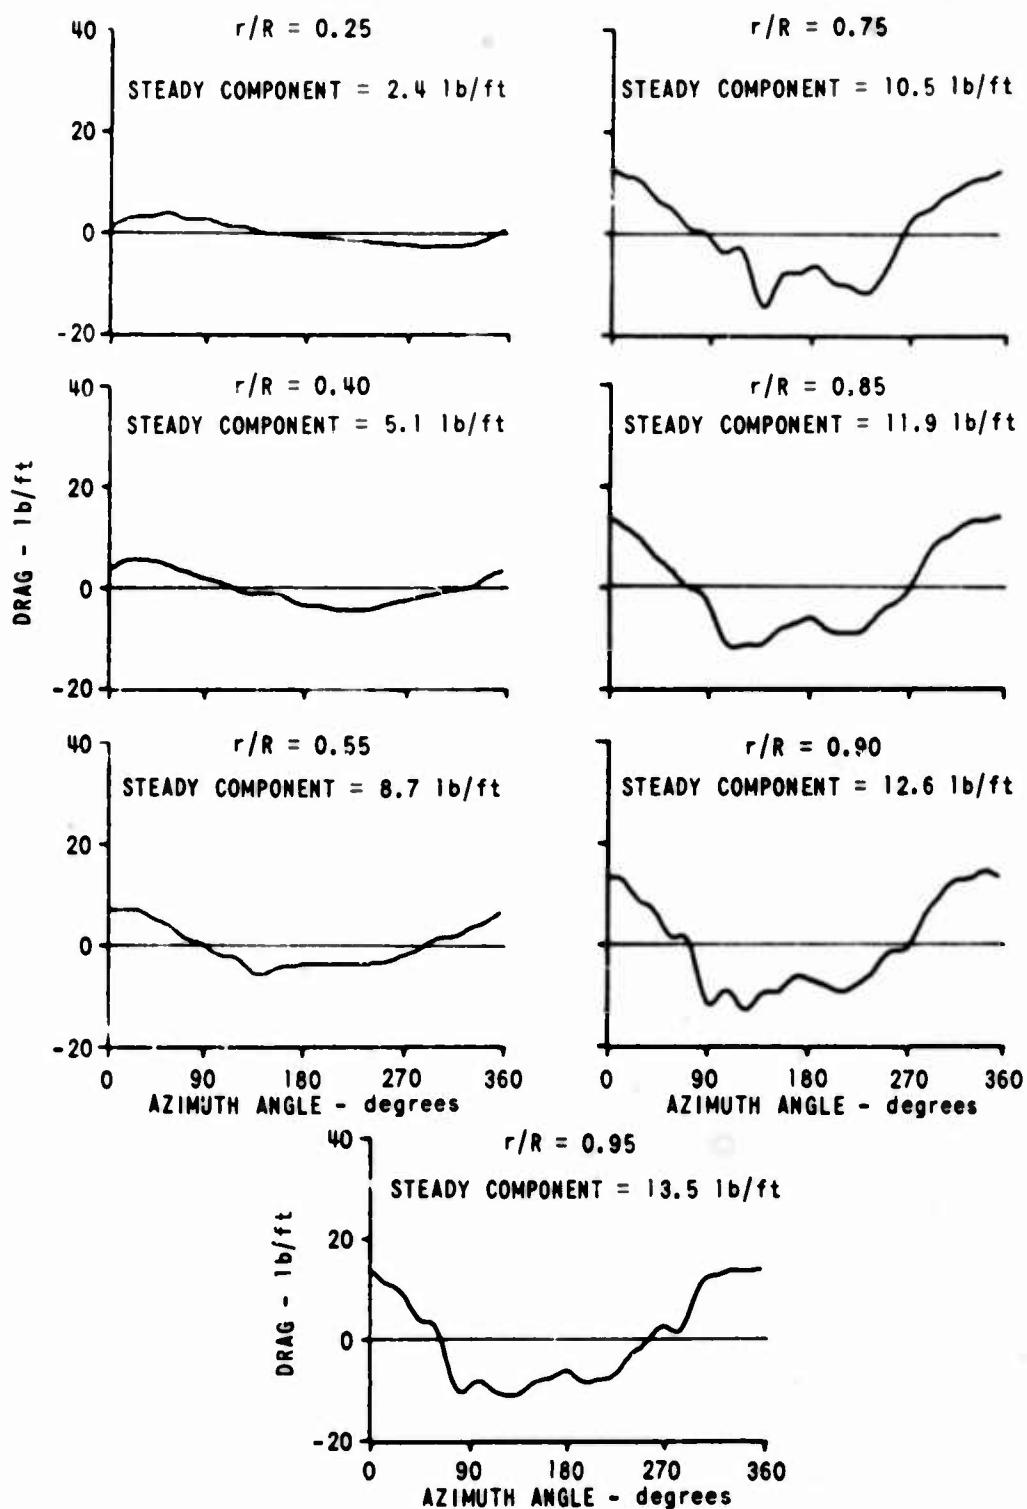 r/R = 0.25
STEADY COMPONENT = 2.4 lb/ft
40
20
0
-20
r/R = 0.75
STEADY COMPONENT = 10.5 lb/ft
r/R = 0.40
STEADY COMPONENT = 5.1 lb/ft
40
20
0
-20
DRAG - lb/ft
r/R = 0.85
STEADY COMPONENT = 11.9 lb/ft
r/R = 0.55
STEADY COMPONENT = 8.7 lb/ft
40
20
0
-20
0 90 180 270 360
AZIMUTH ANGLE - degrees
r/R = 0.90
STEADY COMPONENT = 12.6 lb/ft
0 90 180 270 360
AZIMUTH ANGLE - degrees
r/R = 0.95
STEADY COMPONENT = 13.5 lb/ft
40
20
0
-20
DRAG - lb/ft
0 90 180 270 360
AZIMUTH ANGLE - degrees